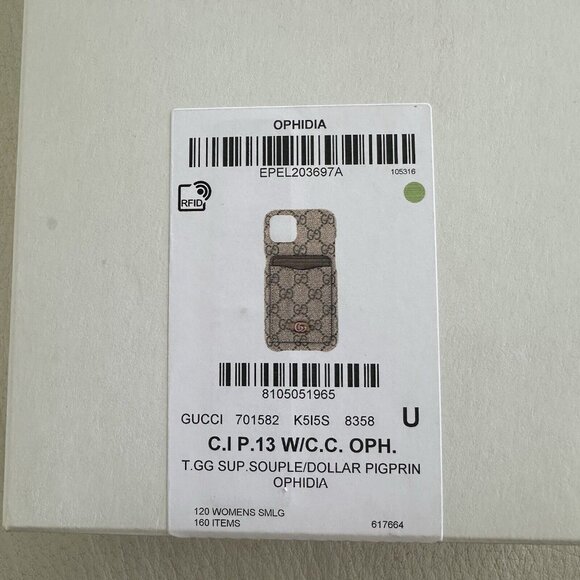 OPHIDIA
EPEL203697A 105316
RFID
8105051965
GUCCI 701582 K5I5S 8358 U
C.I P.13 W/C.C. OPH.
T.GG SUP.SOUPLE/DOLLAR PIGPRIN
OPHIDIA
120 WOMENS SMLG
160 ITEMS 617664